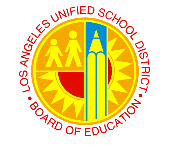 LOS ANGELES UNIFIED SCHOOL DISTRICT
• BOARD OF EDUCATION •